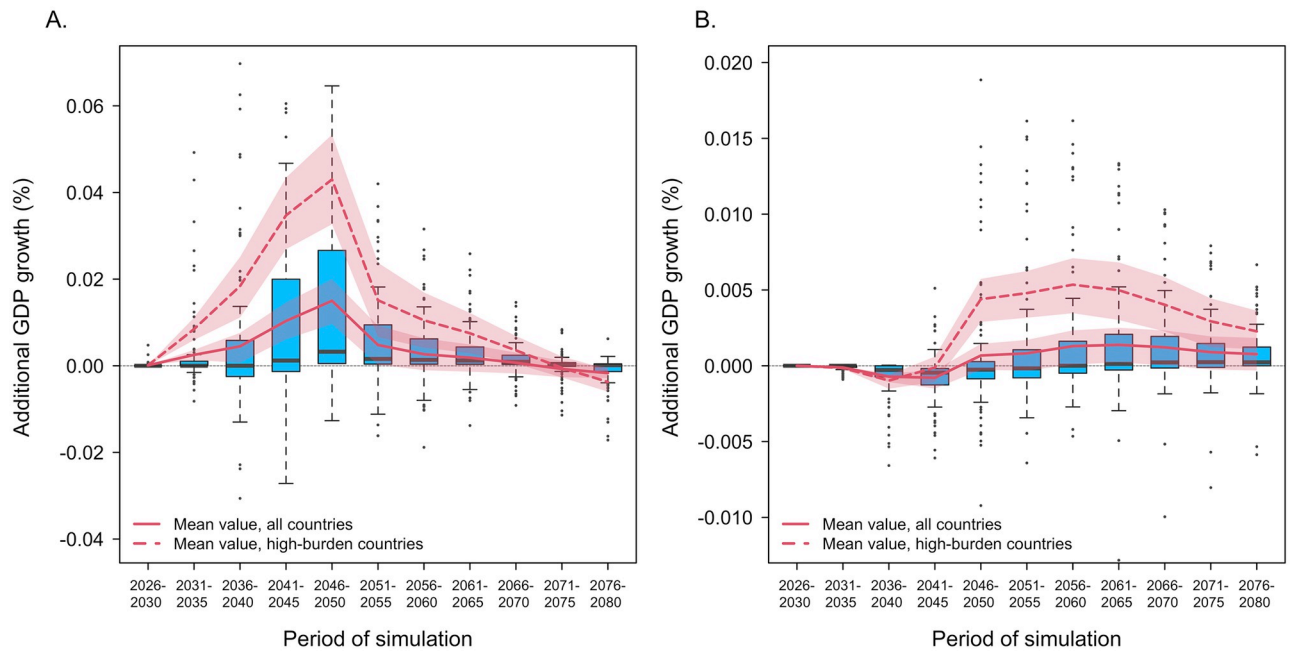 A.
Additional GDP growth (%)
0.06
0.04
0.02
0.00
-0.02
-0.04
Mean value, all countries
Mean value, high-burden countries
2026- 2031- 2036- 2041- 2046- 2051- 2056- 2061- 2066- 2071- 2076-
2030 2035 2040 2045 2050 2055 2060 2065 2070 2075 2080
Period of simulation
B.
Additional GDP growth (%)
0.020
0.015
0.010
0.005
0.000
-0.005
-0.010
Mean value, all countries
Mean value, high-burden countries
2026- 2031- 2036- 2041- 2046- 2051- 2056- 2061- 2066- 2071- 2076-
2030 2035 2040 2045 2050 2055 2060 2065 2070 2075 2080
Period of simulation